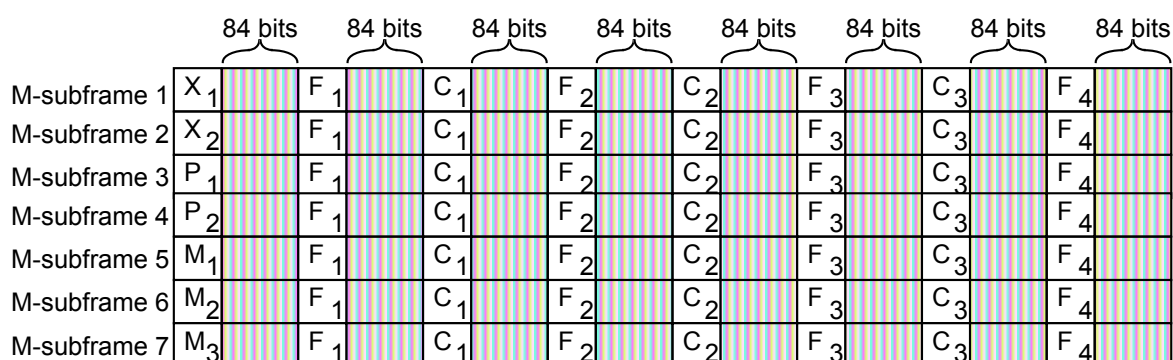 84 bits 84 bits 84 bits 84 bits 84 bits 84 bits 84 bits 84 bits
M-subframe 1 X1 F1 C1 F2 C2 F3 C3 F4
M-subframe 2 X2 F1 C1 F2 C2 F3 C3 F4
M-subframe 3 P1 F1 C1 F2 C2 F3 C3 F4
M-subframe 4 P2 F1 C1 F2 C2 F3 C3 F4
M-subframe 5 M1 F1 C1 F2 C2 F3 C3 F4
M-subframe 6 M2 F1 C1 F2 C2 F3 C3 F4
M-subframe 7 M3 F1 C1 F2 C2 F3 C3 F4